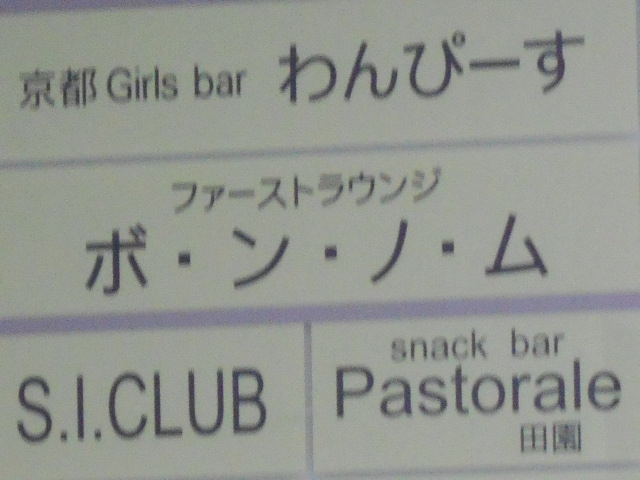 京都 Girls bar わんぴーす
ファーストラウンジ
ボ・ン・ノ・ム
S.I.CLUB
snack bar
Pastorale
田園